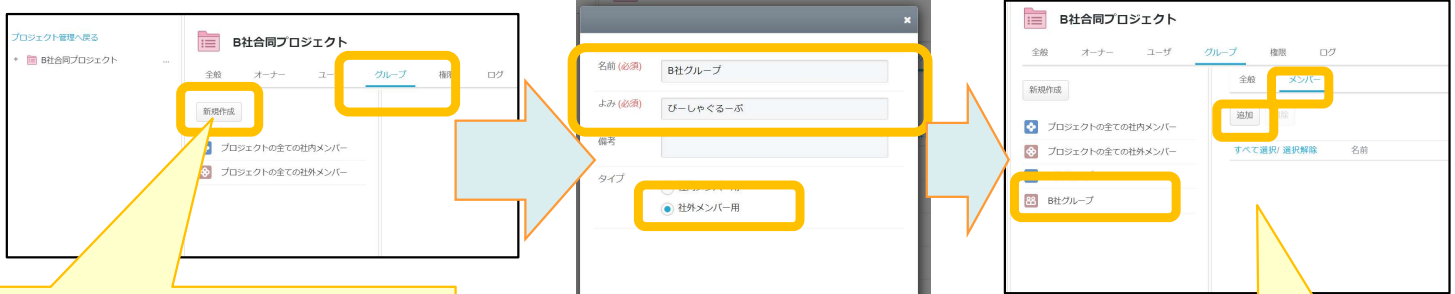 プロジェクト管理へ戻る
B社合同プロジェクト
...
B社合同プロジェクト
全般
オーナー
ユー
グループ
権限
ログ
新規作成
プロジェクトの全ての社内メンバー
プロジェクトの全ての社外メンバー
×
名前 (必須)
B社グループ
よみ (必須)
びーしゃぐるーぷ
備考
タイプ
社外メンバー用
B社合同プロジェクト
全般
オーナー
ユーザ
グループ
権限
ログ
新規作成
プロジェクトの全ての社内メンバー
プロジェクトの全ての社外メンバー
B社グループ
全般
メンバー
追加
すべて選択/ 選択解除
名前